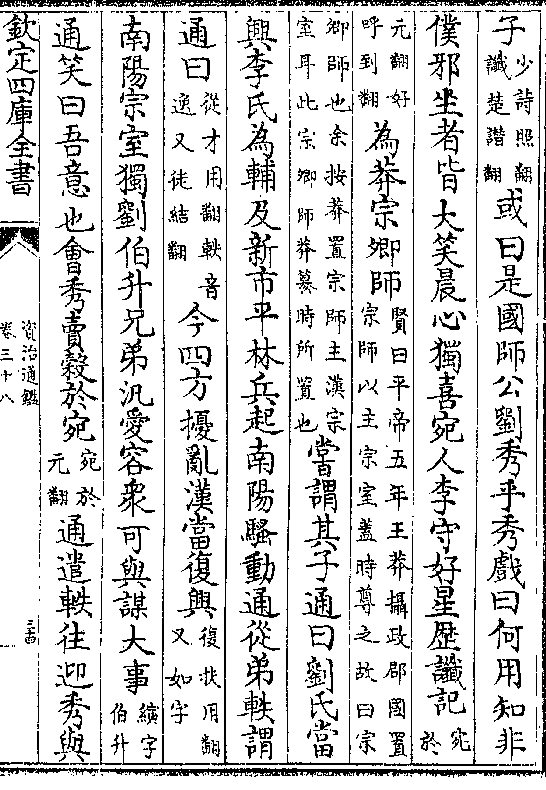 子少詩照翻讖楚譖翻或曰是國師公劉秀乎秀戲曰何用知非
僕邪坐者皆大笑晨心獨喜宛人李守好星歷讖記宛於
元翻好呼到翻為莽宗卿師賢曰平帝五年王莽攝政郡國置宗師以主宗室蓋時尊之故曰宗
卿師也余按莽置宗師主漢宗室耳此宗卿師莽慕時所置也嘗謂其子通曰劉氏當
興李氏為輔及新市平林兵起南陽騷動通從弟軼謂
通曰從才用翻軼音逸又徒結翻今四方擾亂漢當復興復扶用翻又如字
南陽宗室獨劉伯升兄弟汎愛容衆可與謀大事縯字伯升
通笑曰吾意也會秀賣穀於宛宛於元翻通遣軼往迎秀與
欽定四庫全書
資治通鑑
卷三十八